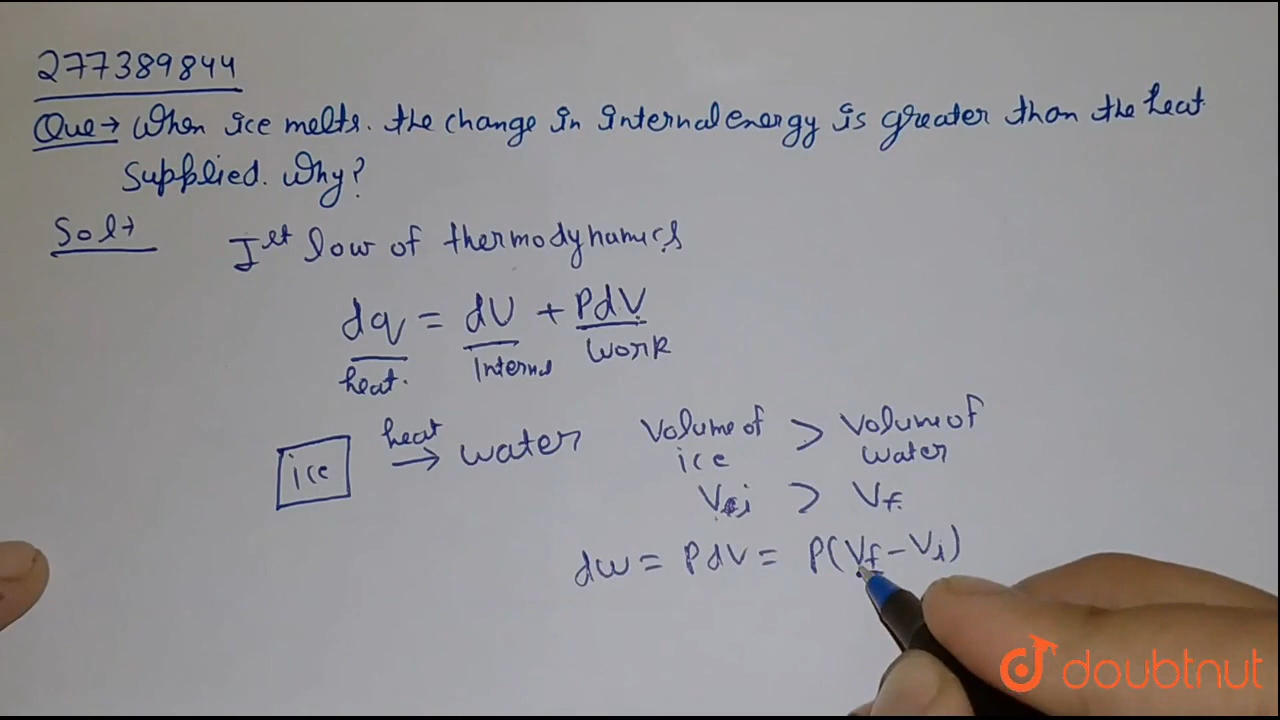 277389844
Que→ When ice melts. the change in internal energy is greater than the heat
supplied. Why?
Sol→
Ist low of thermodynamics
dq = dU + PdV
heat. Internal work
ice heat → water
Volume of ice > Volume of water
Vi > Vf.
dw = PdV = P(Vf - Vi)
doubtnut